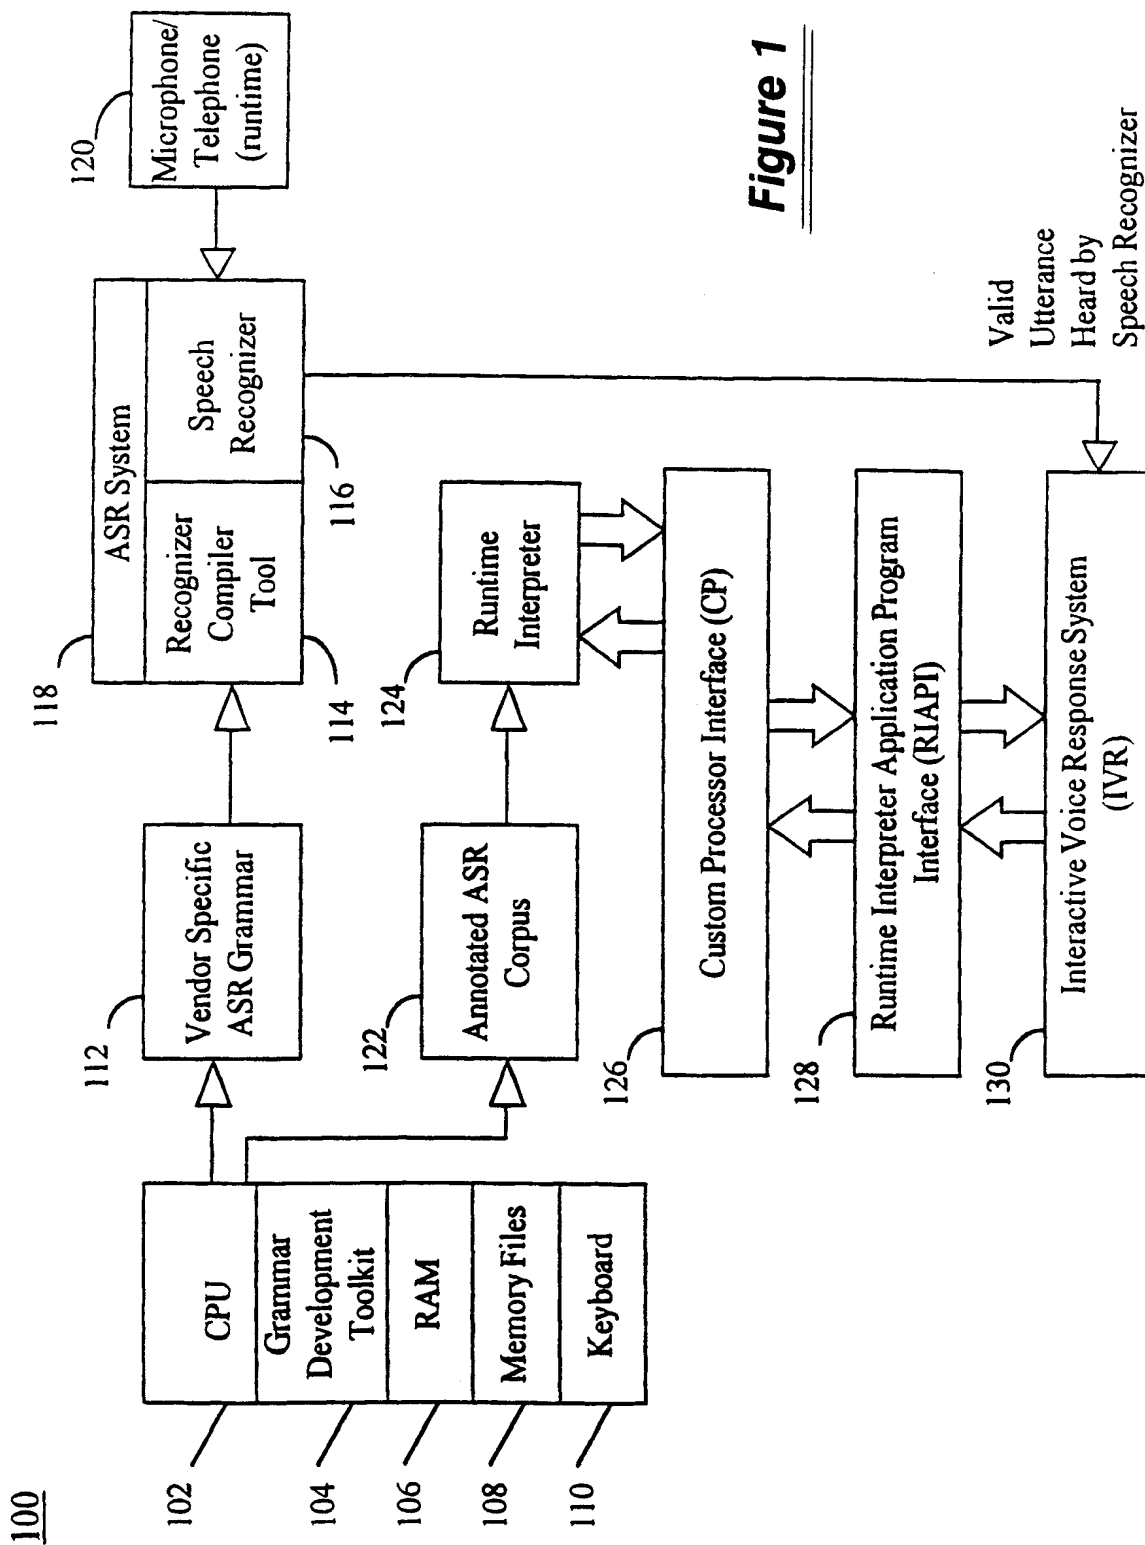 100
102
CPU
104
Grammar
Development
Toolkit
106
RAM
108
Memory Files
110
Keyboard
112
Vendor Specific
ASR Grammar
118
ASR System
Recognizer
Compiler
Tool
114
Speech
Recognizer
116
120
Microphone/
Telephone
(runtime)
122
Annotated ASR
Corpus
124
Runtime
Interpreter
126
Custom Processor Interface (CP)
128
Runtime Interpreter Application Program
Interface (RIAPI)
130
Interactive Voice Response System
(IVR)
Valid
Utterance
Heard by
Speech Recognizer
Figure 1